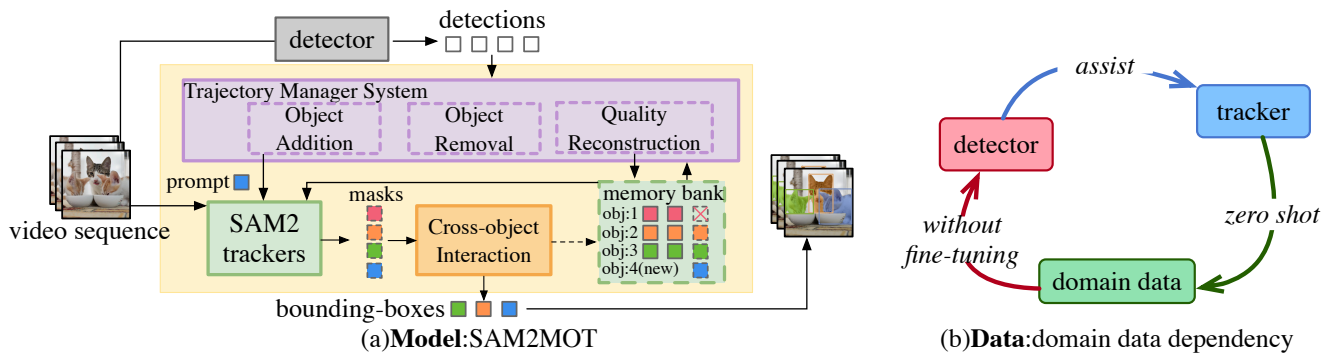 detector
detections
Trajectory Manager System
Object
Addition
Object
Removal
Quality
Reconstruction
prompt
video sequence
SAM2
trackers
masks
Cross-object
Interaction
memory bank
obj:1
obj:2
obj:3
obj:4(new)
bounding-boxes
(a)Model:SAM2MOT
assist
tracker
detector
zero shot
without
fine-tuning
domain data
(b)Data:domain data dependency